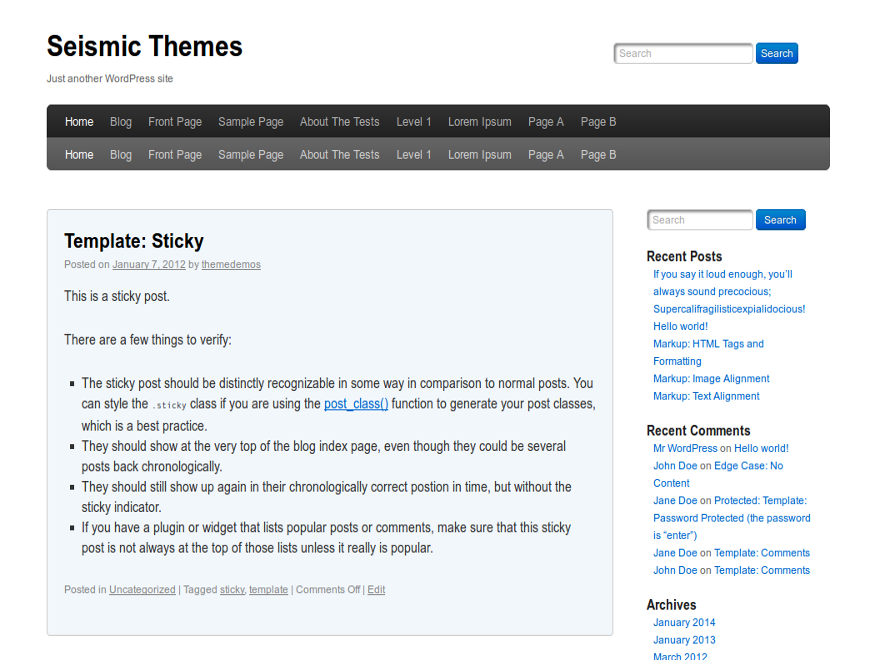 Seismic Themes
Just another WordPress site
Search Search
Home Blog Front Page Sample Page About The Tests Level 1 Lorem Ipsum Page A Page B
Home Blog Front Page Sample Page About The Tests Level 1 Lorem Ipsum Page A Page B
Template: Sticky
Posted on January 7, 2012 by themedemos
This is a sticky post.
There are a few things to verify:
The sticky post should be distinctly recognizable in some way in comparison to normal posts. You
can style the .sticky class if you are using the post_class() function to generate your post classes,
which is a best practice.
They should show at the very top of the blog index page, even though they could be several
posts back chronologically.
They should still show up again in their chronologically correct postion in time, but without the
sticky indicator.
If you have a plugin or widget that lists popular posts or comments, make sure that this sticky
post is not always at the top of those lists unless it really is popular.
Posted in Uncategorized | Tagged sticky, template | Comments Off | Edit
Search Search
Recent Posts
If you say it loud enough, you’ll
always sound precocious;
Supercalifragilisticexpialidocious!
Hello world!
Markup: HTML Tags and
Formatting
Markup: Image Alignment
Markup: Text Alignment
Recent Comments
Mr WordPress on Hello world!
John Doe on Edge Case: No
Content
Jane Doe on Protected: Template:
Password Protected (the password
is “enter”)
Jane Doe on Template: Comments
John Doe on Template: Comments
Archives
January 2014
January 2013
March 2012